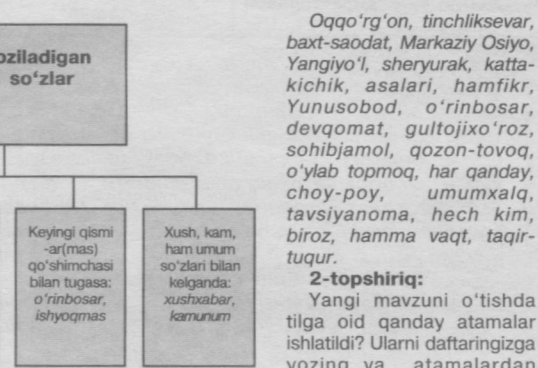 oziladigan
so'zlar
Keyingi qismi
-ar(mas)
qo'shimchasi
bilan tugasa:
o'rinbosar,
ishyoqmas
Xush, kam,
ham umum
so'zlari bilan
kelganda:
xushxabar,
kamunum
Oqqo'rg'on, tinchliksevar,
baxt-saodat, Markaziy Osiyo,
Yangiyo'l, sheryurak, katta-
kichik, asalari, hamfikr,
Yunusobod, o'rinbosar,
devqomat, gultojixo'roz,
sohibjamol, qozon-tovoq,
o'ylab topmoq, har qanday,
choy-poy, umumxalq,
tavsiyanoma, hech kim,
biroz, hamma vaqt, taqir-
tuqur.
2-topshiriq:
Yangi mavzuni o'tishda
tilga oid qanday atamalar
ishlatildi? Ularni daftaringizga
yozing va atamalardan